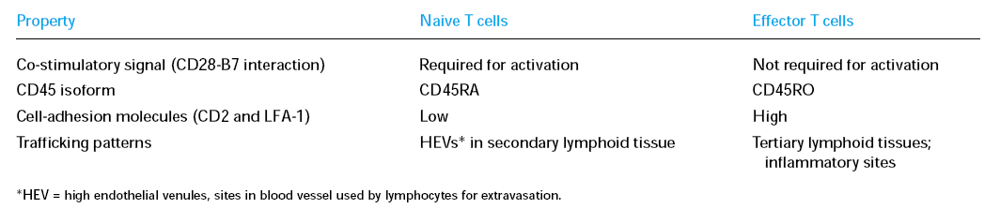 Property Naive T cells Effector T cells
Co-stimulatory signal (CD28-B7 interaction) Required for activation Not required for activation
CD45 isoform CD45RA CD45RO
Cell-adhesion molecules (CD2 and LFA-1) Low High
Trafficking patterns HEVs* in secondary lymphoid tissue Tertiary lymphoid tissues;
inflammatory sites
*HEV = high endothelial venules, sites in blood vessel used by lymphocytes for extravasation.